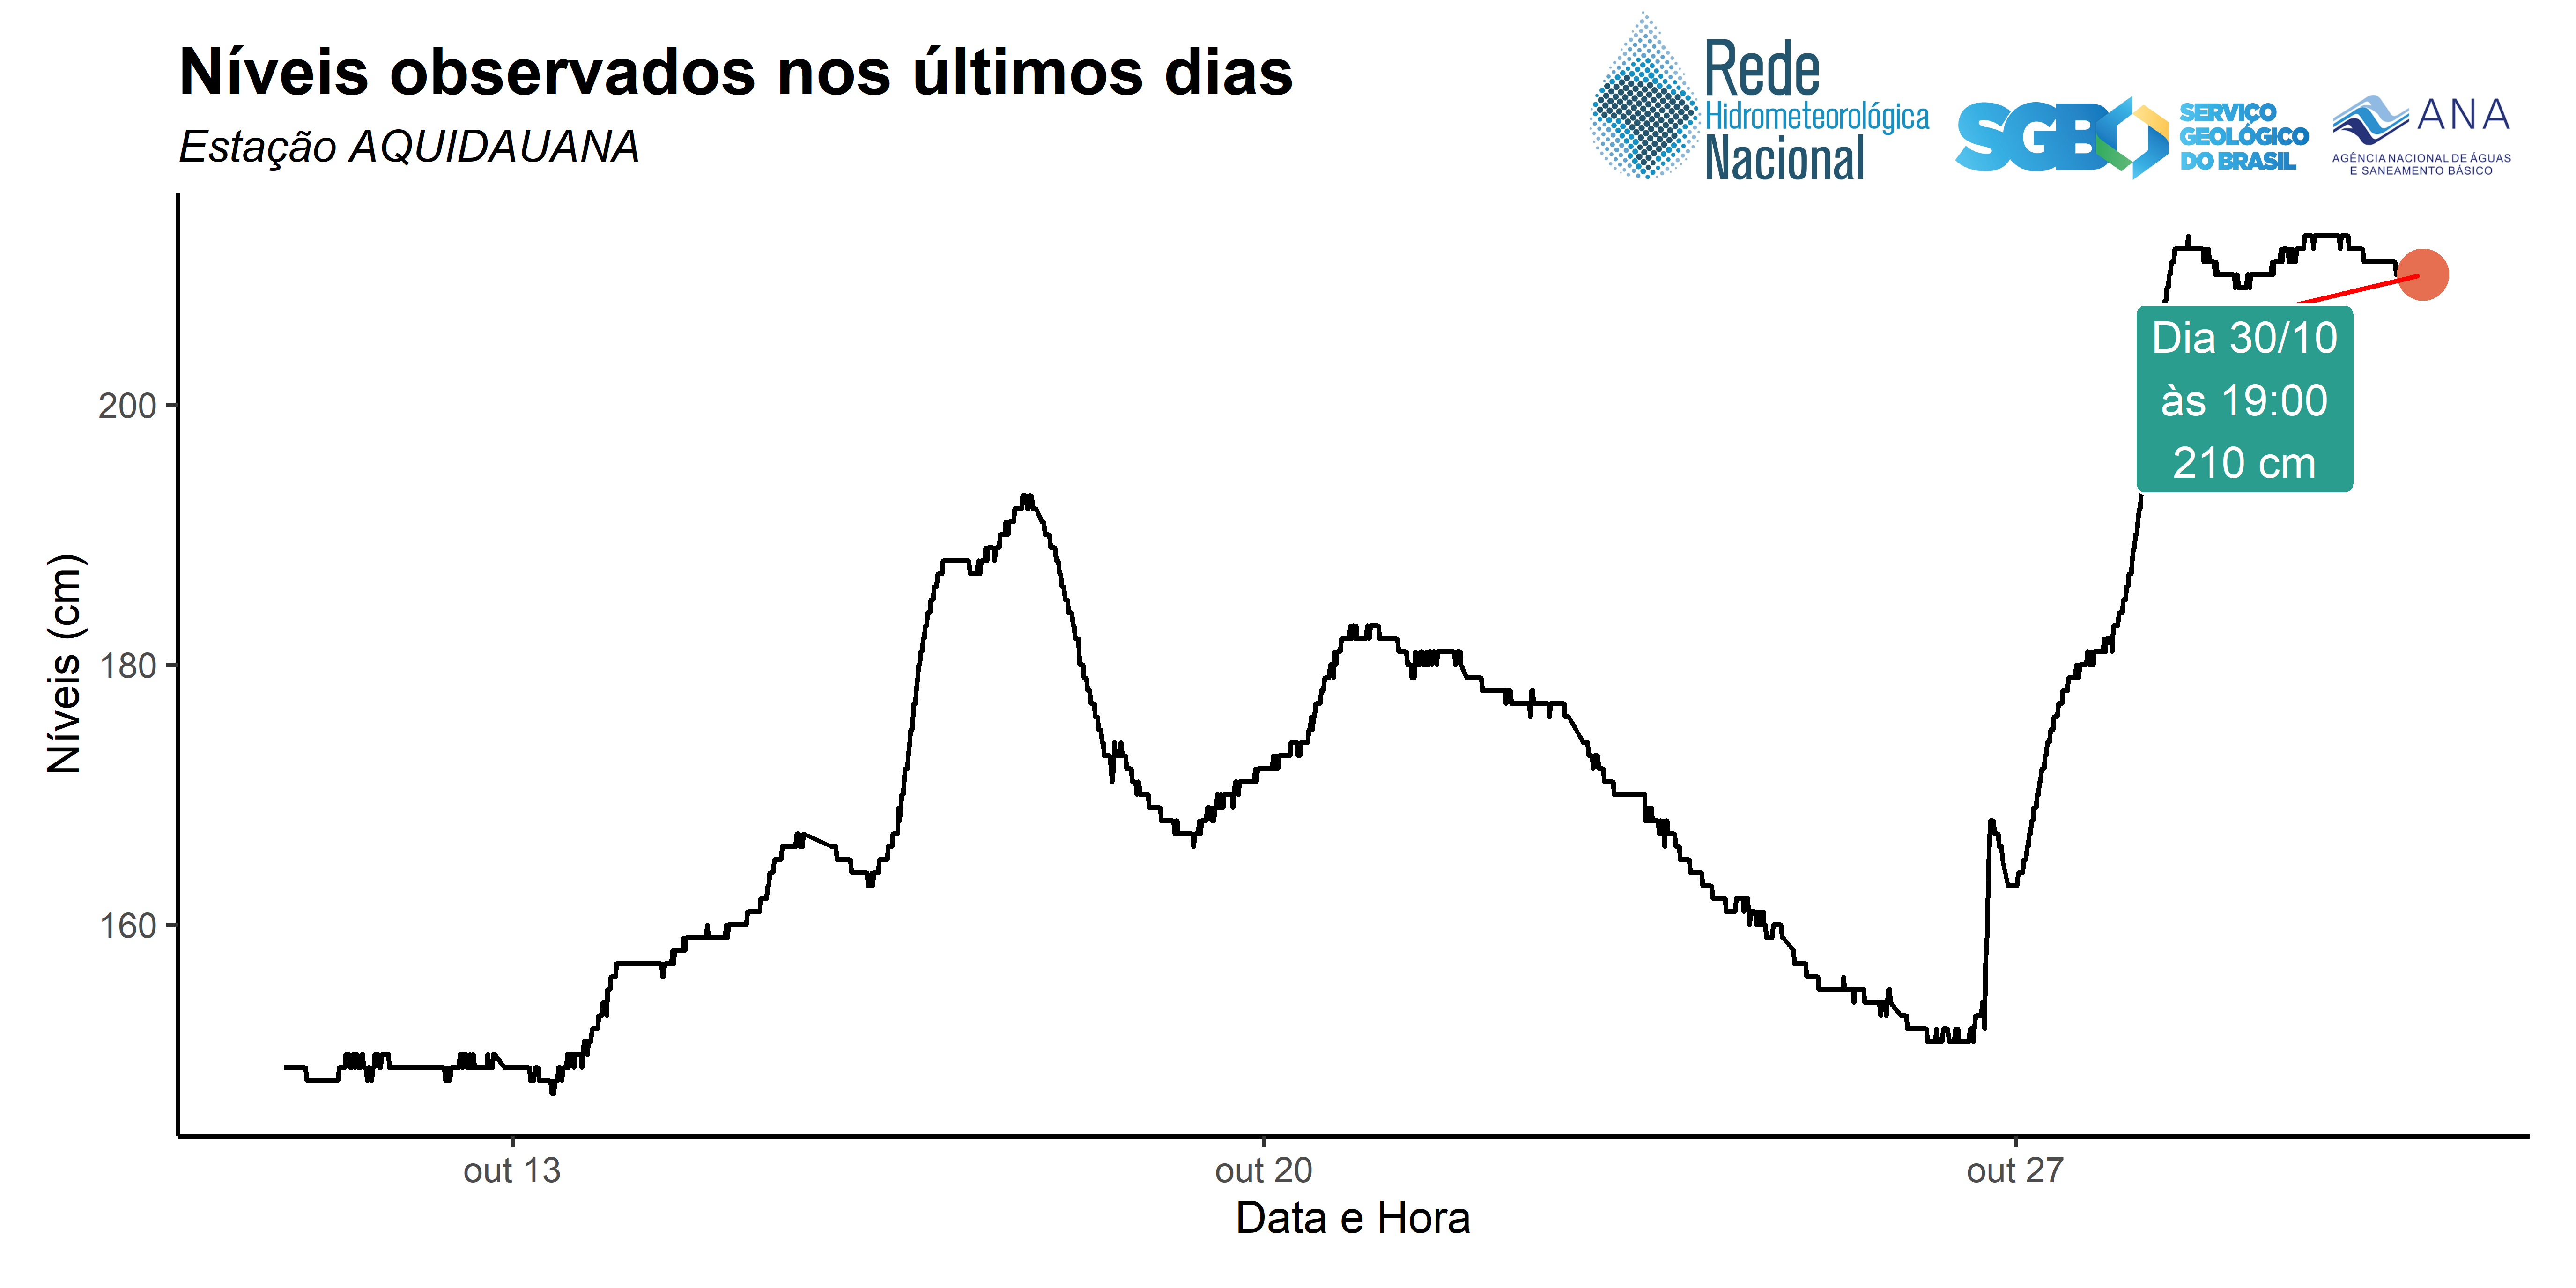 Níveis observados nos últimos dias
Estação AQUIDAUANA
Rede
Hidrometeorológica
Nacional
SGB
SERVIÇO
GEOLÓGICO
DO BRASIL
ANA
AGÊNCIA NACIONAL DE ÁGUAS
E SANEAMENTO BÁSICO
Níveis (cm)
200
180
160
Dia 30/10
às 19:00
210 cm
out 13
out 20
out 27
Data e Hora